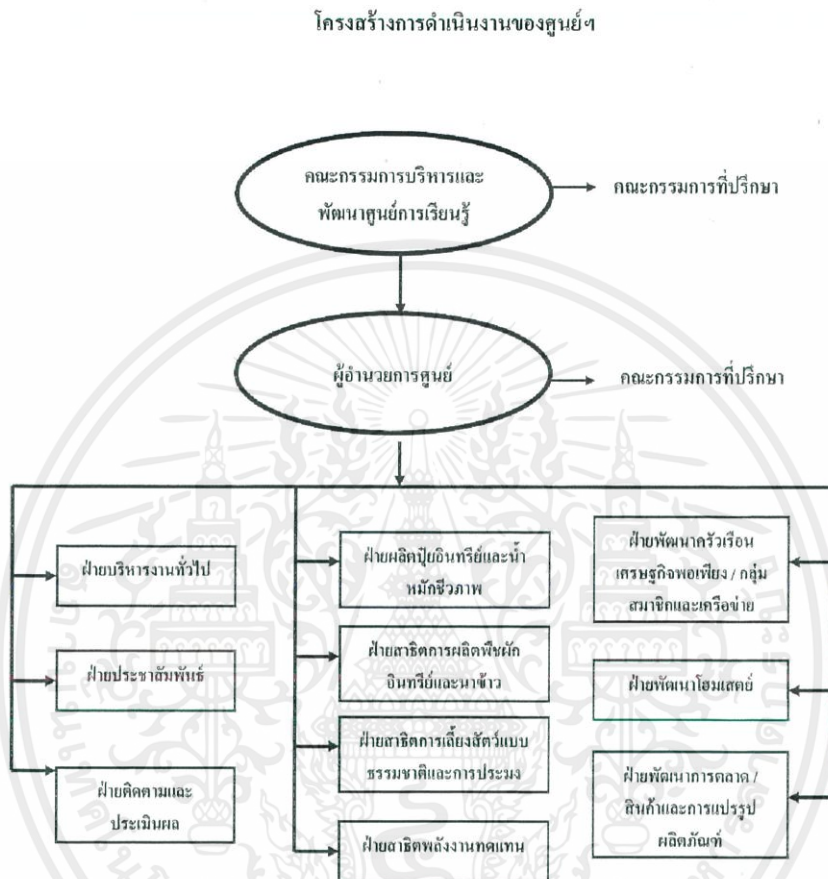 โครงสร้างการดำเนินงานของศูนย์ฯ
คณะกรรมการบริหารและ
พัฒนาศูนย์การเรียนรู้
คณะกรรมการที่ปรึกษา
ผู้อำนวยการศูนย์
คณะกรรมการที่ปรึกษา
ฝ่ายบริหารงานทั่วไป
ฝ่ายประชาสัมพันธ์
ฝ่ายติดตามและ
ประเมินผล
ฝ่ายผลิตปุ๋ยอินทรีย์และน้ำ
หมักชีวภาพ
ฝ่ายสาธิตการผลิตพืชผัก
อินทรีย์และนาข้าว
ฝ่ายสาธิตการเลี้ยงสัตว์แบบ
ธรรมชาติและการประมง
ฝ่ายสาธิตพลังงานทดแทน
ฝ่ายพัฒนาครัวเรือน
เศรษฐกิจพอเพียง / กลุ่ม
สมาชิกและเครือข่าย
ฝ่ายพัฒนาโฮมเสตย์
ฝ่ายพัฒนาการตลาด /
สินค้าและการแปรรูป
ผลิตภัณฑ์